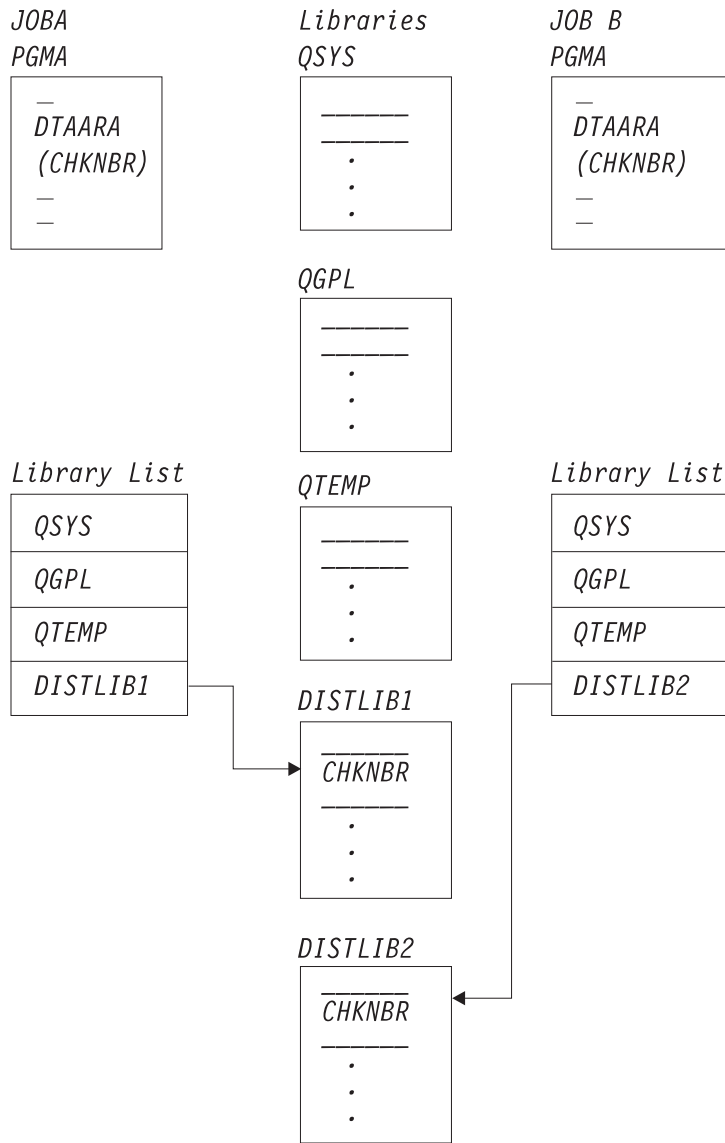 JOBA
PGMA
DTAARA
(CHKNBR)
Libraries
QSYS
JOB B
PGMA
DTAARA
(CHKNBR)
QGPL
Library List
QSYS
QGPL
QTEMP
DISTLIB1
QTEMP
DISTLIB1
CHKNBR
DISTLIB2
CHKNBR
Library List
QSYS
QGPL
QTEMP
DISTLIB2